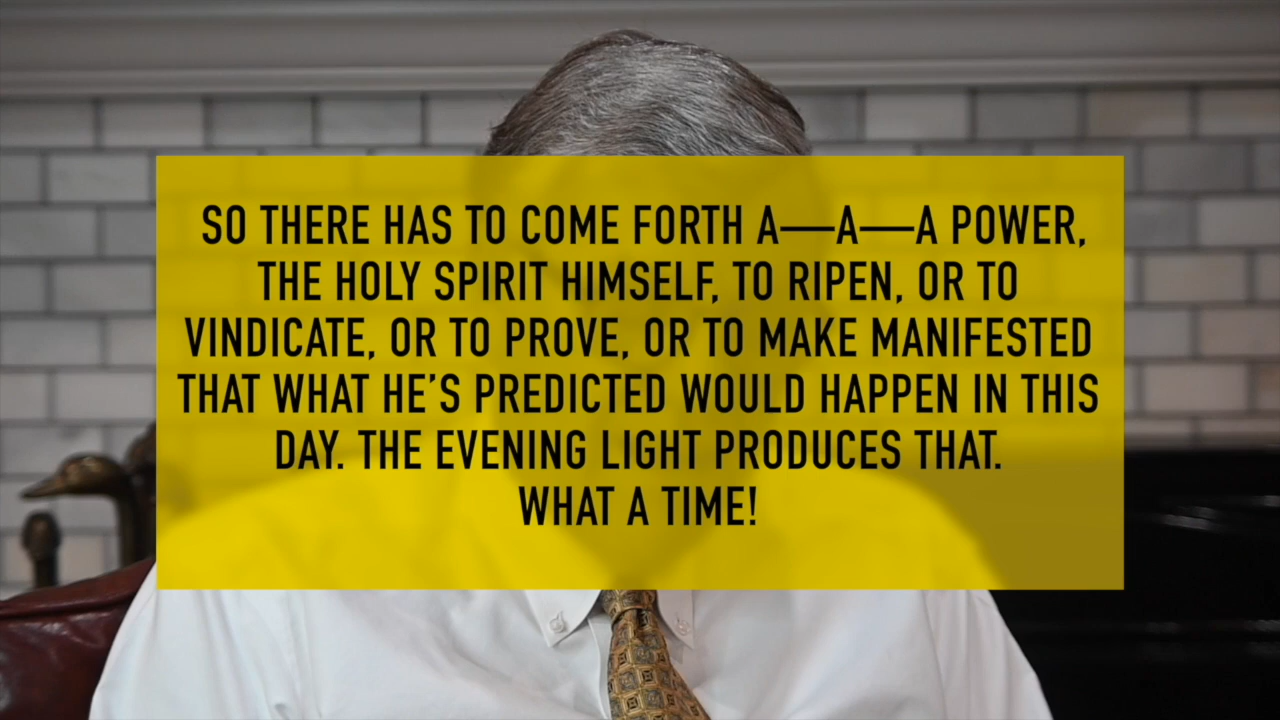 SO THERE HAS TO COME FORTH A—A—A POWER,
THE HOLY SPIRIT HIMSELF, TO RIPEN, OR TO
VINDICATE, OR TO PROVE, OR TO MAKE MANIFESTED
THAT WHAT HE’S PREDICTED WOULD HAPPEN IN THIS
DAY. THE EVENING LIGHT PRODUCES THAT.
WHAT A TIME!